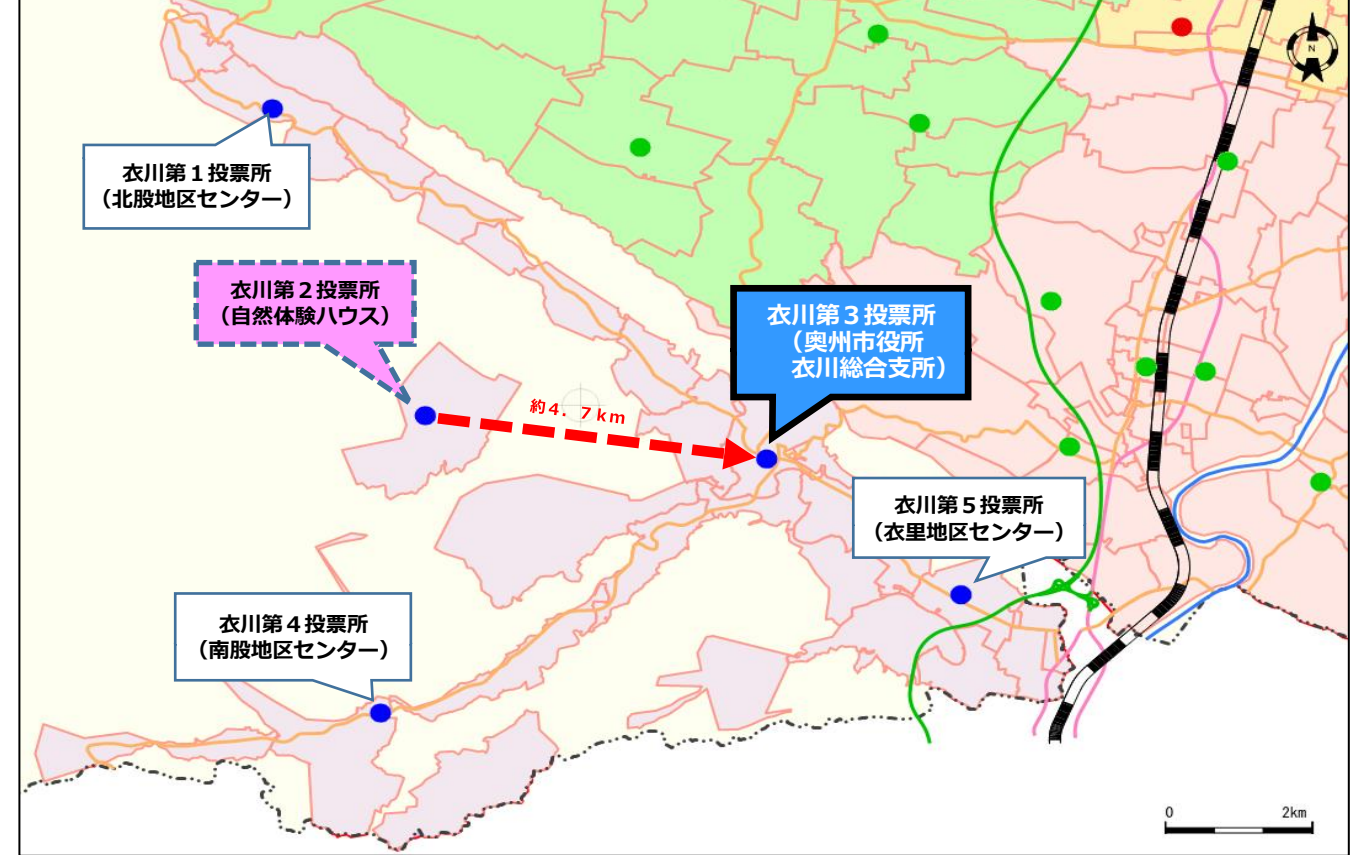 N
衣川第１投票所
（北股地区センター）
衣川第２投票所
（自然体験ハウス）
衣川第３投票所
（奥州市役所
衣川総合支所）
約４．７ｋｍ
衣川第５投票所
（衣里地区センター）
衣川第４投票所
（南股地区センター）
0 2km